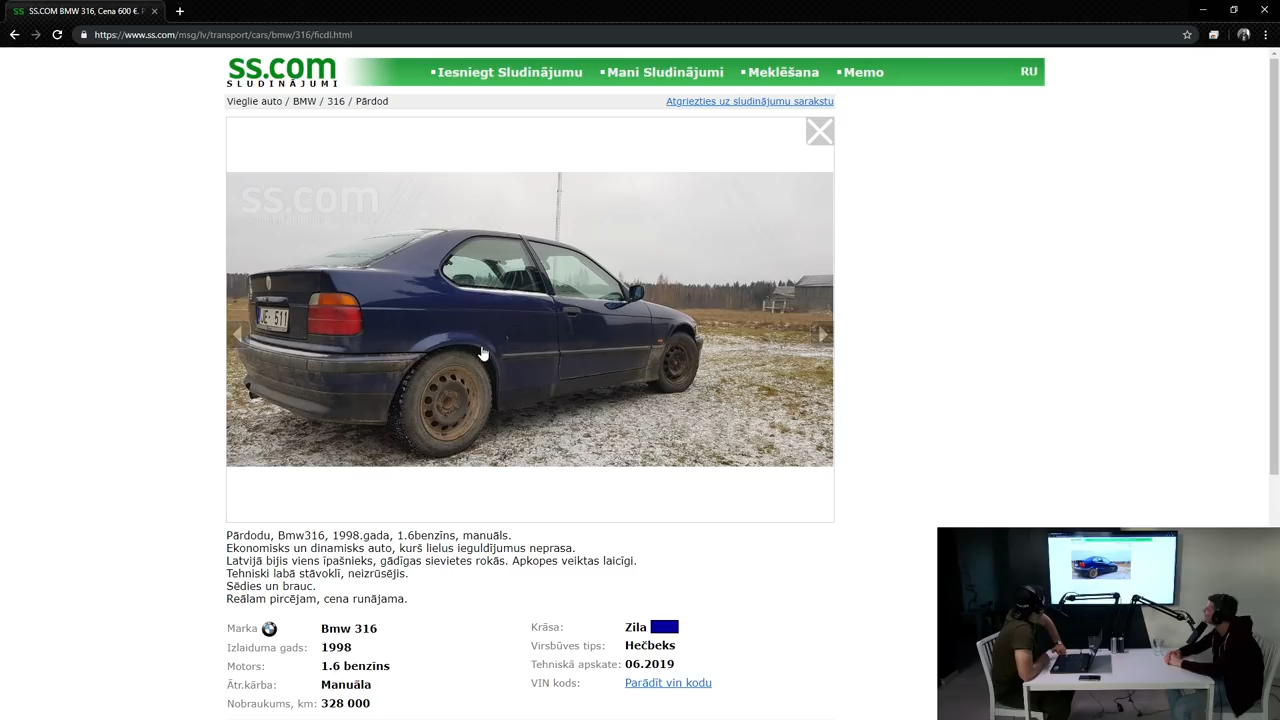 SS.COM BMW 316, Cena 600 €. P
https://www.ss.com/msg/lv/transport/cars/bmw/316/ficdl.html
ss.com
SLUDINĀJUMI
Iesniegt Sludinājumu
Mani Sludinājumi
Meklēšana
Memo
RU
Vieglie auto / BMW / 316 / Pārdod
Atgriezties uz sludinājumu sarakstu
ss.com
JE- 511
Pārdodu, Bmw316, 1998.gada, 1.6benzīns, manuāls.
Ekonomisks un dinamisks auto, kurš lielus ieguldījumus neprasa.
Latvijā bijis viens īpašnieks, gādīgas sievietes rokās. Apkopes veiktas laicīgi.
Tehniski labā stāvoklī, neizrūsējis.
Sēdies un brauc.
Reālam pircējam, cena runājama.
Marka Bmw 316
Izlaiduma gads: 1998
Motors: 1.6 benzīns
Ātr.kārba: Manuāla
Nobraukums, km: 328 000
Krāsa: Zila
Virsbūves tips: Hečbeks
Tehniskā apskate: 06.2019
VIN kods: Parādīt vin kodu